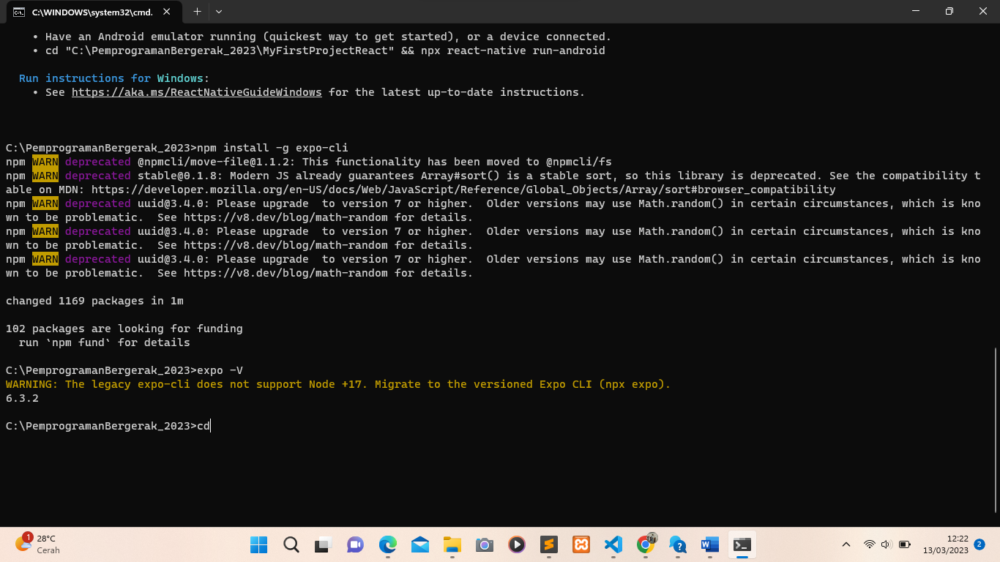 C:\WINDOWS\system32\cmd.
• Have an Android emulator running (quickest way to get started), or a device connected.
• cd "C:\PemprogramanBergerak_2023\MyFirstProjectReact" && npx react-native run-android
Run instructions for Windows:
• See https://aka.ms/ReactNativeGuideWindows for the latest up-to-date instructions.
C:\PemprogramanBergerak_2023>npm install -g expo-cli
npm WARN deprecated @npmcli/move-file@1.1.2: This functionality has been moved to @npmcli/fs
npm WARN deprecated stable@0.1.8: Modern JS already guarantees Array#sort() is a stable sort, so this library is deprecated. See the compatibility t
able on MDN: https://developer.mozilla.org/en-US/docs/Web/JavaScript/Reference/Global_Objects/Array/sort#browser_compatibility
npm WARN deprecated uuid@3.4.0: Please upgrade  to version 7 or higher.  Older versions may use Math.random() in certain circumstances, which is kno
wn to be problematic.  See https://v8.dev/blog/math-random for details.
npm WARN deprecated uuid@3.4.0: Please upgrade  to version 7 or higher.  Older versions may use Math.random() in certain circumstances, which is kno
wn to be problematic.  See https://v8.dev/blog/math-random for details.
npm WARN deprecated uuid@3.4.0: Please upgrade  to version 7 or higher.  Older versions may use Math.random() in certain circumstances, which is kno
wn to be problematic.  See https://v8.dev/blog/math-random for details.
changed 1169 packages in 1m
102 packages are looking for funding
run `npm fund` for details
C:\PemprogramanBergerak_2023>expo -V
WARNING: The legacy expo-cli does not support Node +17. Migrate to the versioned Expo CLI (npx expo).
6.3.2
C:\PemprogramanBergerak_2023>cd
1
28°C
Cerah
12:22
13/03/2023
2